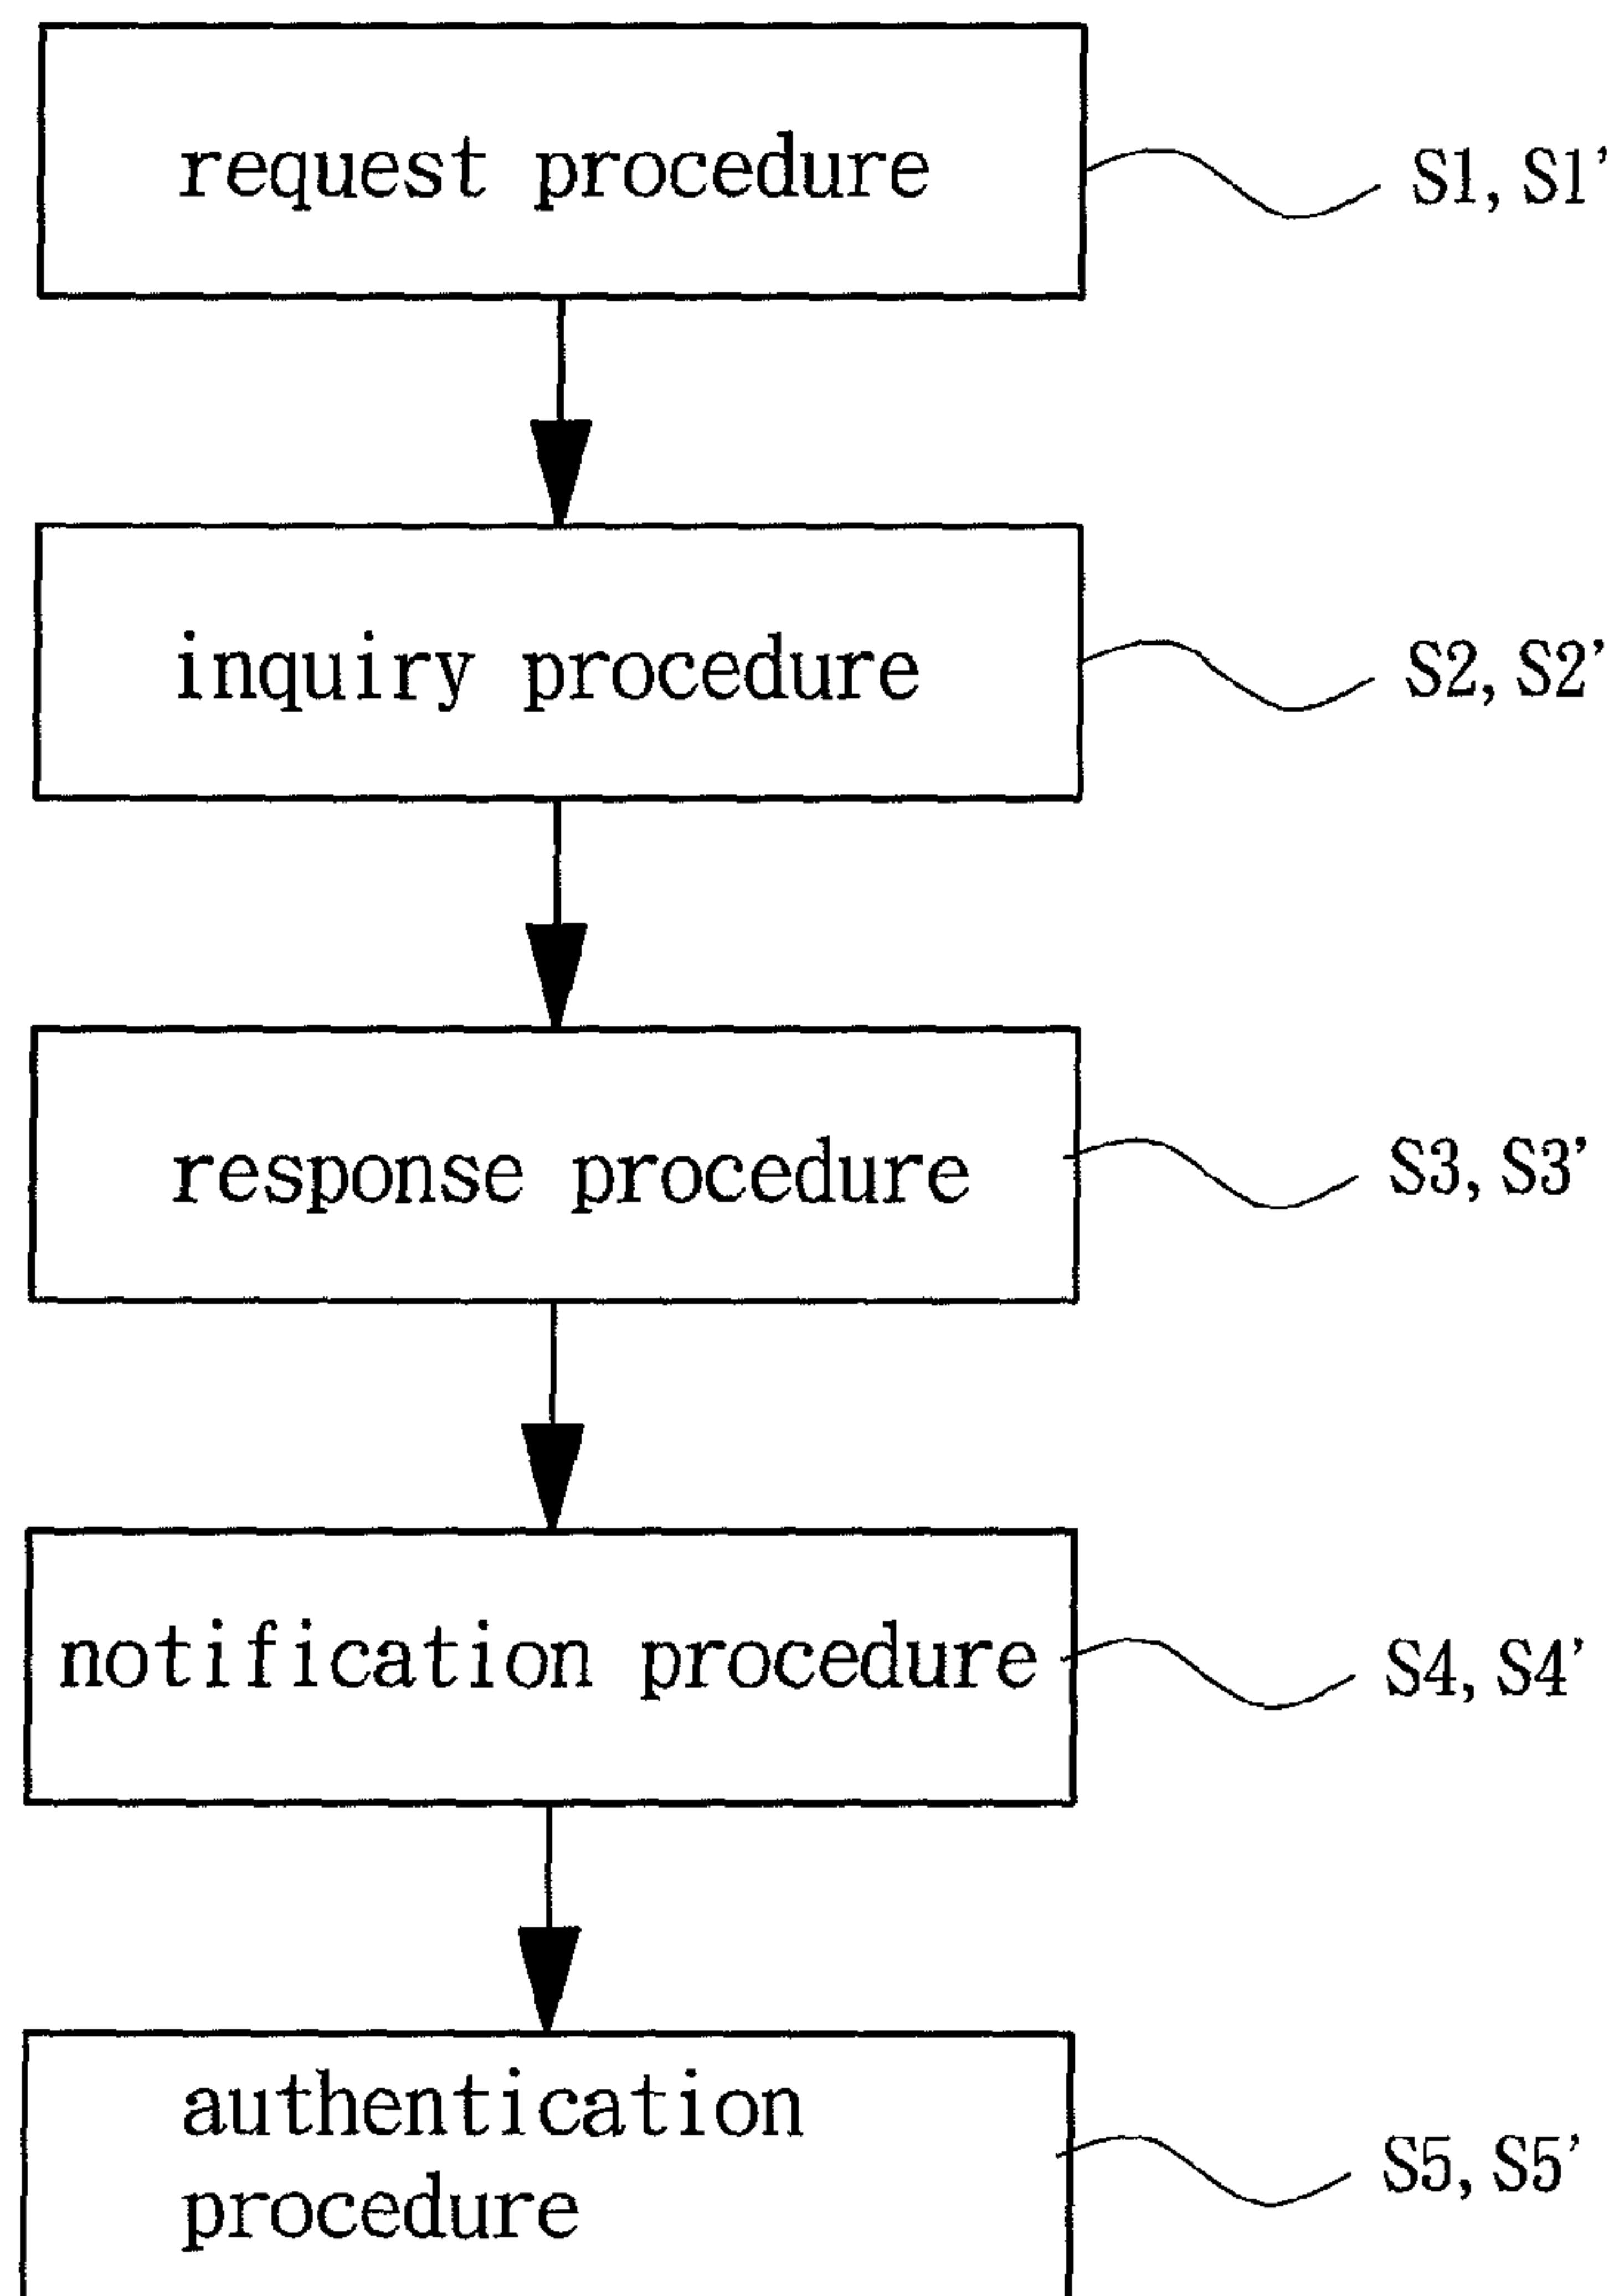 request procedure
S1, S1'
inquiry procedure
S2, S2'
response procedure
S3, S3'
notification procedure
S4, S4'
authentication
procedure
S5, S5'